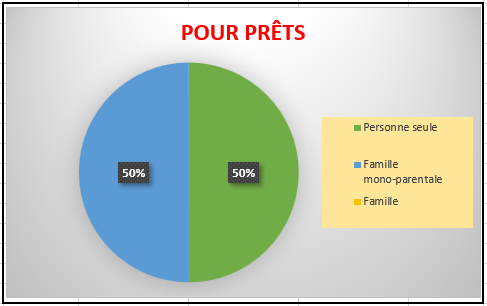 POUR PRÊTS
50%
50%
Personne seule
Famille
mono-parentale
Famille